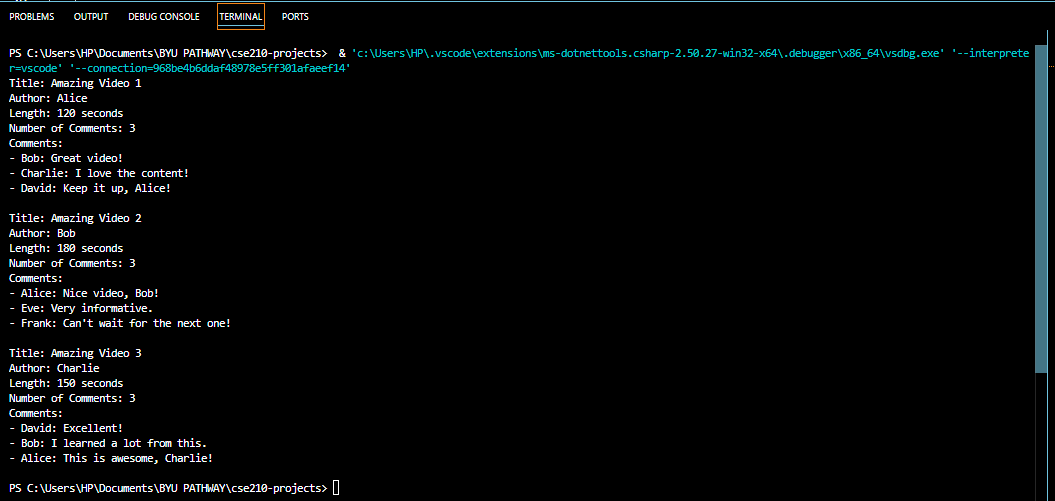 PROBLEMS OUTPUT DEBUG CONSOLE TERMINAL PORTS
PS C:\Users\HP\Documents\BYU PATHWAY\cse210-projects>  & 'c:\Users\HP\.vscode\extensions\ms-dotnettools.csharp-2.50.27-win32-x64\.debugger\x86_64\vsdbg.exe' '--interprete
r=vscode' '--connection=968be4b6ddaf48978e5ff301afaeef14'
Title: Amazing Video 1
Author: Alice
Length: 120 seconds
Number of Comments: 3
Comments:
- Bob: Great video!
- Charlie: I love the content!
- David: Keep it up, Alice!

Title: Amazing Video 2
Author: Bob
Length: 180 seconds
Number of Comments: 3
Comments:
- Alice: Nice video, Bob!
- Eve: Very informative.
- Frank: Can't wait for the next one!

Title: Amazing Video 3
Author: Charlie
Length: 150 seconds
Number of Comments: 3
Comments:
- David: Excellent!
- Bob: I learned a lot from this.
- Alice: This is awesome, Charlie!

PS C:\Users\HP\Documents\BYU PATHWAY\cse210-projects>